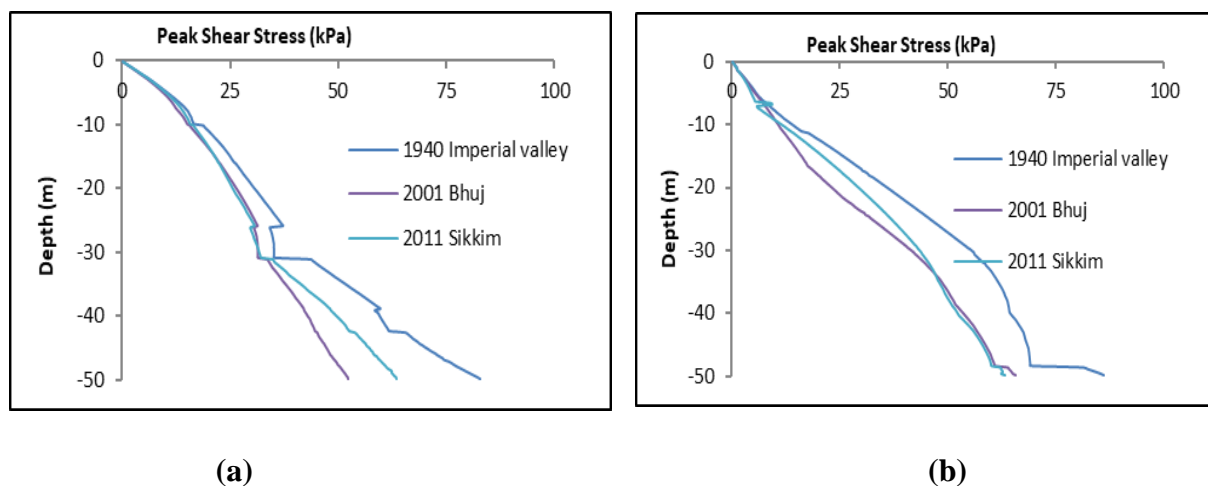 Peak Shear Stress (kPa)
0 25 50 75 100
0
-10
-20
-30
-40
-50
Depth (m)
1940 Imperial valley
2001 Bhuj
2011 Sikkim
(a)
Peak Shear Stress (kPa)
0 25 50 75 100
0
-10
-20
-30
-40
-50
Depth (m)
1940 Imperial valley
2001 Bhuj
2011 Sikkim
(b)